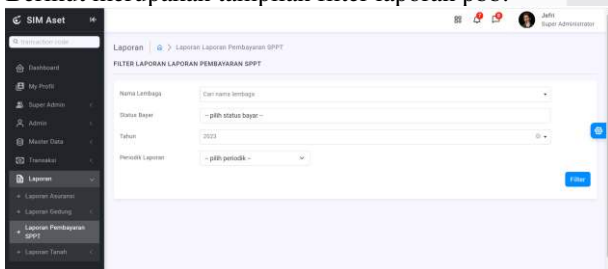 Berikut merupakan tampilan filter laporan pbb.
SIM Aset
Jefri
Super Administrator
Dashboard
My Profil
Super Admin
Admin
Master Data
Transaksi
Laporan
Laporan Asuransi
Laporan Gedung
Laporan Pembayaran
SPPT
Laporan Tanah
Laporan > Laporan Laporan Pembayaran SPPT
FILTER LAPORAN LAPORAN PEMBAYARAN SPPT
Nama Lembaga
Cari nama lembaga
Status Bayar
-- pilih status bayar --
Tahun
2023
Periodik Laporan
-- pilih periodik --
Filter